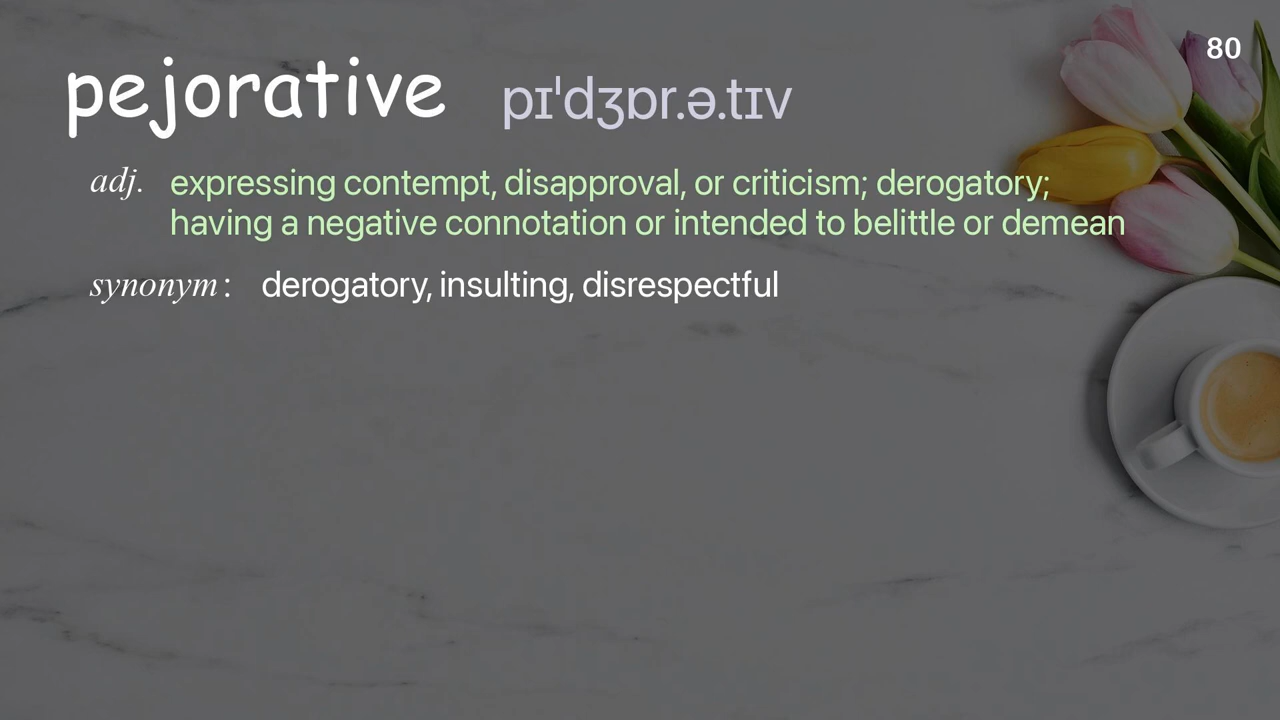 80
pejorative pɪˈdʒɒr.ə.tɪv
adj. expressing contempt, disapproval, or criticism; derogatory;
having a negative connotation or intended to belittle or demean
synonym : derogatory, insulting, disrespectful